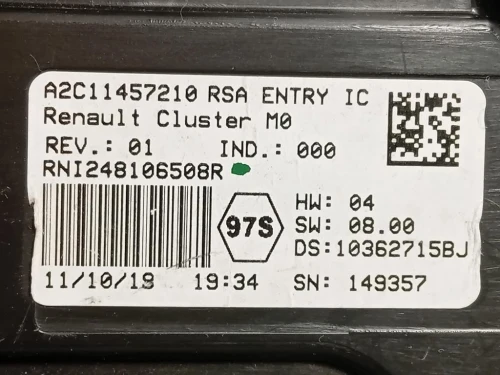 A2C11457210 RSA ENTRY IC
Renault Cluster M0
REV.: 01 IND.: 000
RNI248106508R
97S
HW: 04
SW: 08.00
DS:10362715BJ
11/10/19 19:34 SN: 149357